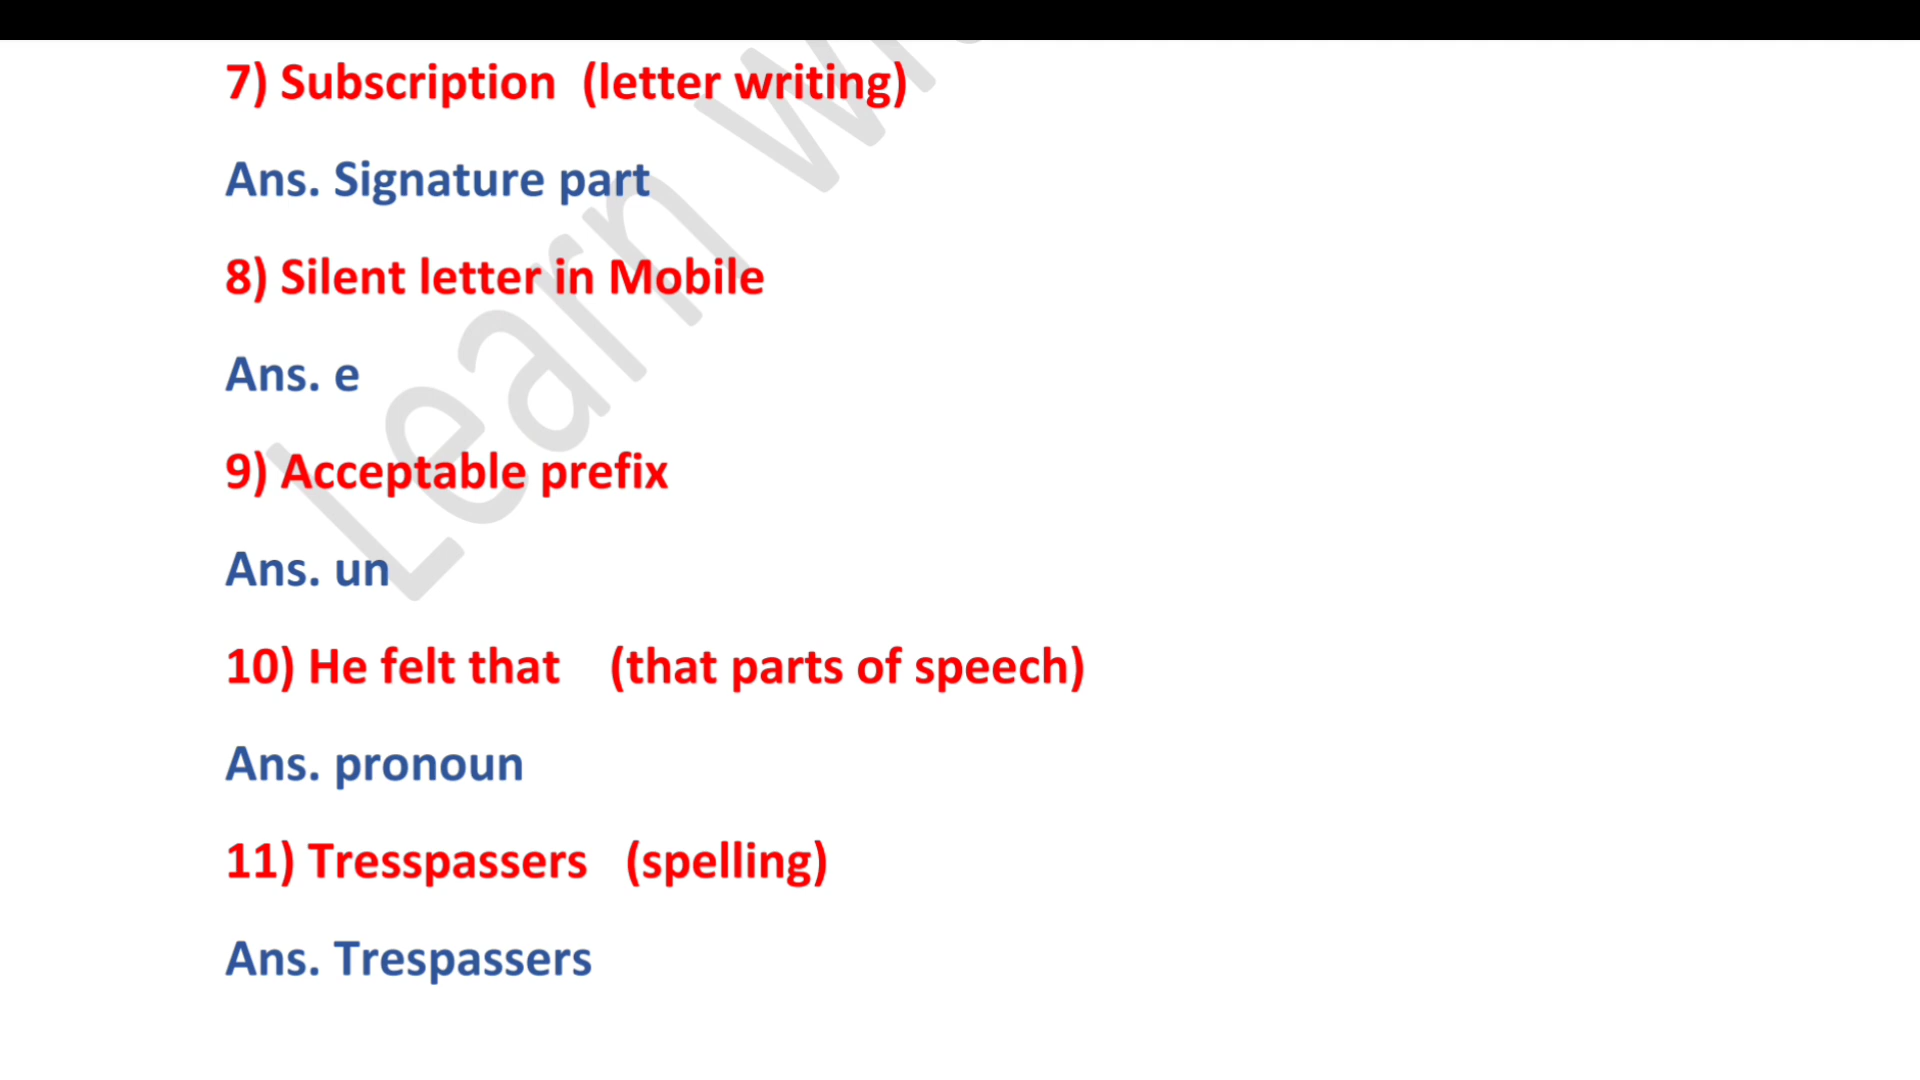 7) Subscription (letter writing)
Ans. Signature part
8) Silent letter in Mobile
Ans. e
9) Acceptable prefix
Ans. un
10) He felt that (that parts of speech)
Ans. pronoun
11) Tresspassers (spelling)
Ans. Trespassers
Learn